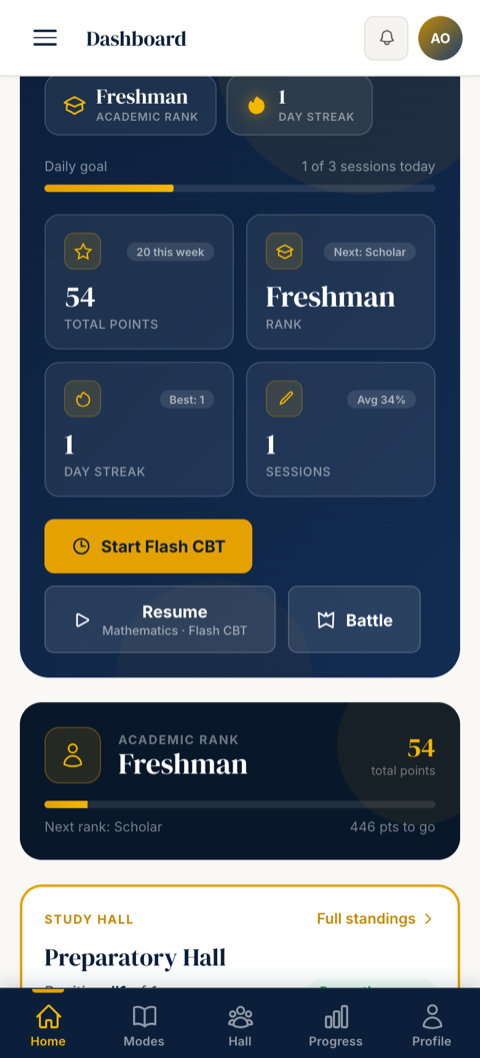 Dashboard
AO
Freshman
ACADEMIC RANK
1
DAY STREAK
Daily goal
1 of 3 sessions today
20 this week
54
TOTAL POINTS
Next: Scholar
Freshman
RANK
Best: 1
1
DAY STREAK
Avg 34%
1
SESSIONS
Start Flash CBT
Resume
Mathematics · Flash CBT
Battle
ACADEMIC RANK
Freshman
54
total points
Next rank: Scholar
446 pts to go
STUDY HALL
Full standings
Preparatory Hall
Home
Modes
Hall
Progress
Profile